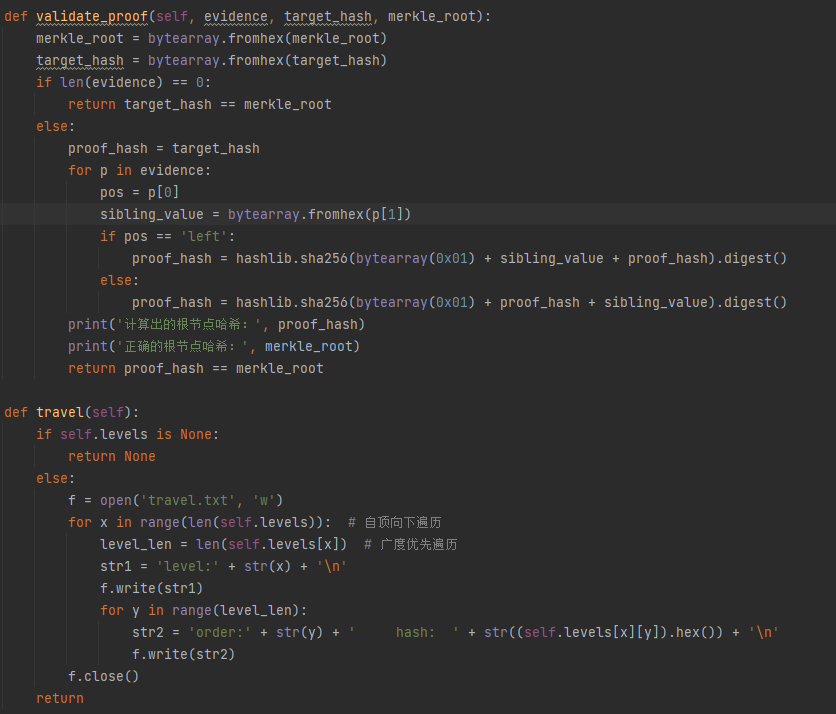 def validate_proof(self, evidence, target_hash, merkle_root):
    merkle_root = bytearray.fromhex(merkle_root)
    target_hash = bytearray.fromhex(target_hash)
    if len(evidence) == 0:
        return target_hash == merkle_root
    else:
        proof_hash = target_hash
        for p in evidence:
            pos = p[0]
            sibling_value = bytearray.fromhex(p[1])
            if pos == 'left':
                proof_hash = hashlib.sha256(bytearray(0x01) + sibling_value + proof_hash).digest()
            else:
                proof_hash = hashlib.sha256(bytearray(0x01) + proof_hash + sibling_value).digest()
        print('计算出的根节点哈希：', proof_hash)
        print('正确的根节点哈希：', merkle_root)
        return proof_hash == merkle_root

def travel(self):
    if self.levels is None:
        return None
    else:
        f = open('travel.txt', 'w')
        for x in range(len(self.levels)):  # 自顶向下遍历
            level_len = len(self.levels[x])  # 广度优先遍历
            str1 = 'level:' + str(x) + '\n'
            f.write(str1)
            for y in range(level_len):
                str2 = 'order:' + str(y) + '     hash:  ' + str((self.levels[x][y]).hex()) + '\n'
                f.write(str2)
        f.close()
    return